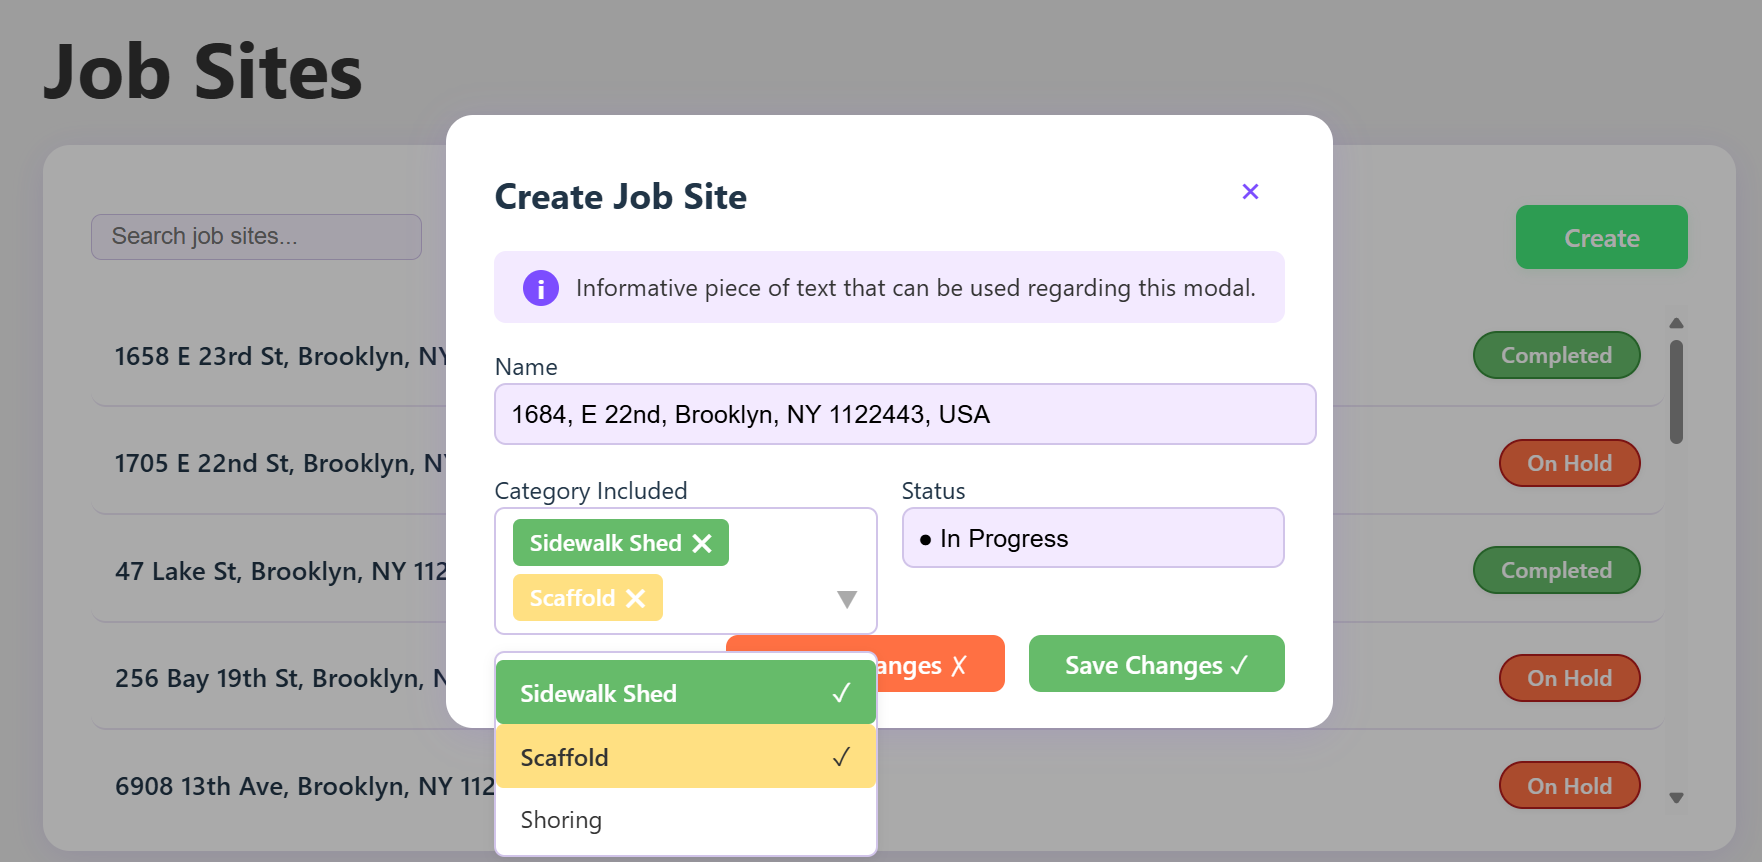 Job Sites
Search job sites...
Create
1658 E 23rd St, Brooklyn, NY
Completed
1705 E 22nd St, Brooklyn,
On Hold
47 Lake St, Brooklyn, NY 112
Completed
256 Bay 19th St, Brooklyn,
On Hold
6908 13th Ave, Brooklyn, NY 112
On Hold
Create Job Site
✕
i Informative piece of text that can be used regarding this modal.
Name
1684, E 22nd, Brooklyn, NY 1122443, USA
Category Included
Sidewalk Shed ✕
Scaffold ✕
▼
Status
● In Progress
Sidewalk Shed ✓
Scaffold ✓
Shoring
anges ✗
Save Changes ✓